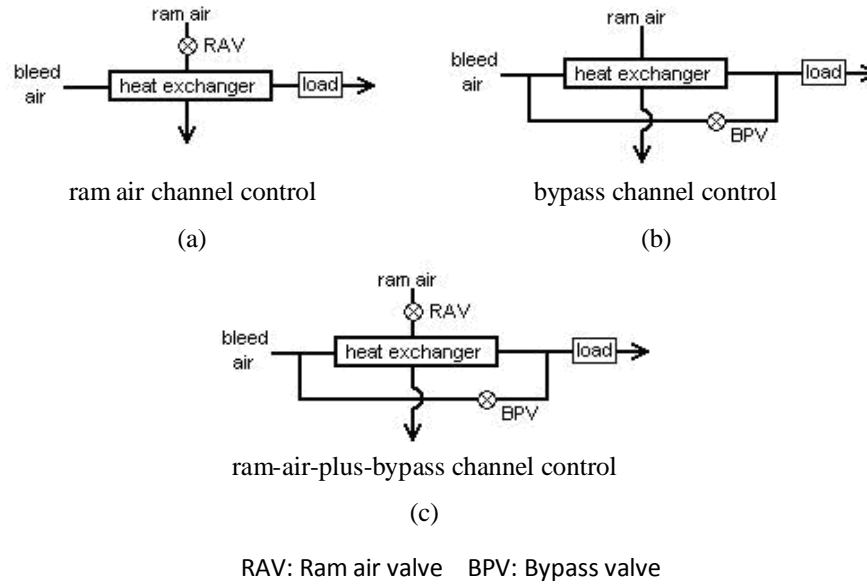 ram air
RAV
bleed
air
heat exchanger
load
ram air channel control
(a)
ram air
bleed
air
heat exchanger
load
BPV
bypass channel control
(b)
ram air
RAV
bleed
air
heat exchanger
load
BPV
ram-air-plus-bypass channel control
(c)
RAV: Ram air valve BPV: Bypass valve